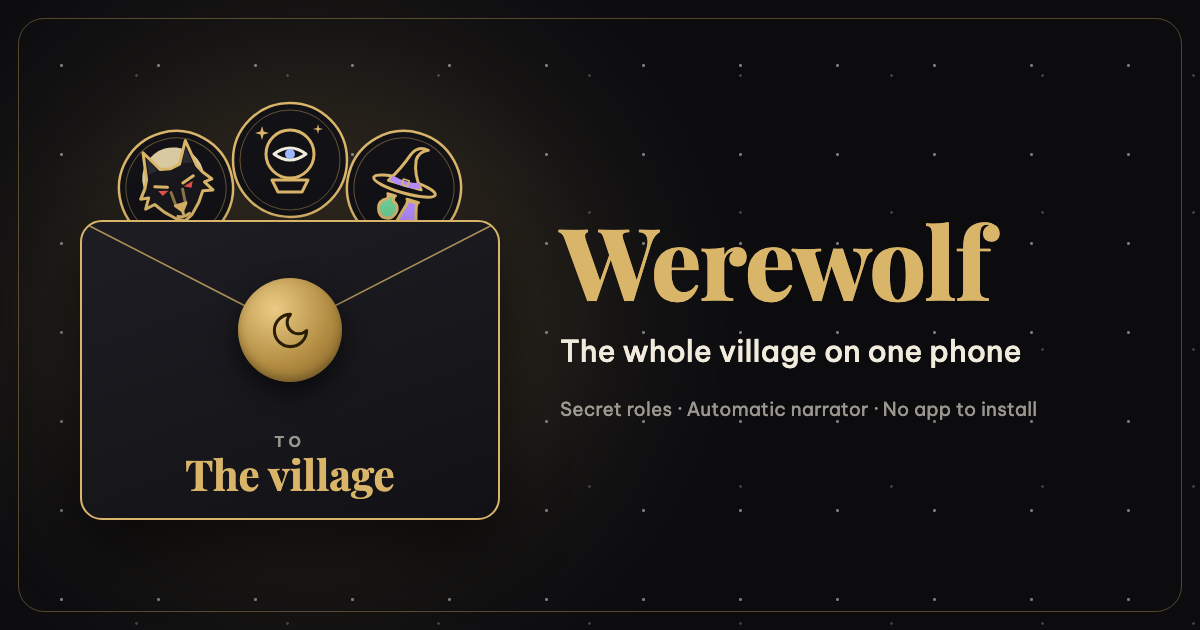 TO
The village
Werewolf
The whole village on one phone
Secret roles · Automatic narrator · No app to install